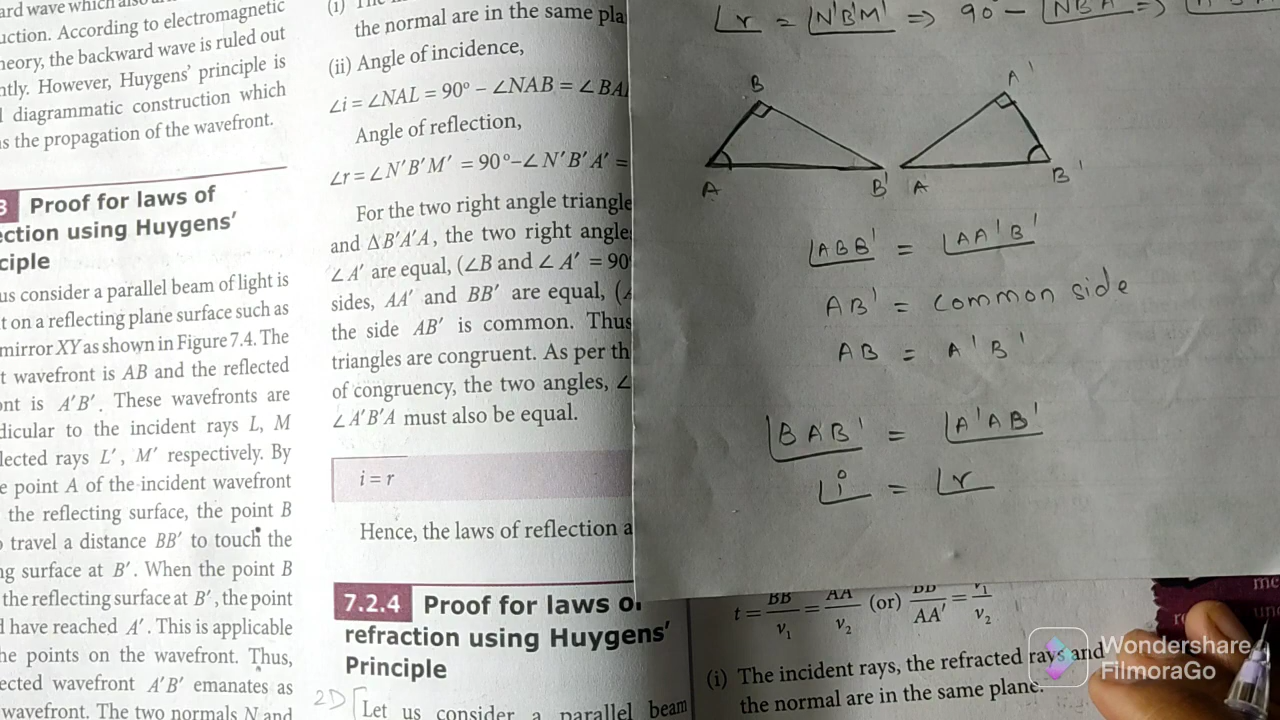 ard wave which also
uction. According to electromagnetic
heory, the backward wave is ruled out
ntly. However, Huygens' principle is
l diagrammatic construction which
s the propagation of the wavefront.
3 Proof for laws of
ection using Huygens'
ciple
us consider a parallel beam of light is
t on a reflecting plane surface such as
mirror XY as shown in Figure 7.4. The
t wavefront is AB and the reflected
ont is A′B′. These wavefronts are
dicular to the incident rays L, M
lected rays L′, M′ respectively. By
e point A of the incident wavefront
the reflecting surface, the point B
o travel a distance BB′ to touch the
ng surface at B′. When the point B
the reflecting surface at B′, the point
d have reached A′. This is applicable
he points on the wavefront. Thus,
ected wavefront A′B′ emanates as
wavefront. The two normals N and
(i)
the normal are in the same pla
(ii) Angle of incidence,
∠i = ∠NAL = 90° − ∠NAB = ∠BA
Angle of reflection,
∠r = ∠N′B′M′ = 90°−∠N′B′A′ =
For the two right angle triangle
and ΔB′A′A, the two right angle
∠A′ are equal, (∠B and ∠A′ = 90
sides, AA′ and BB′ are equal, (
the side AB′ is common. Thus
triangles are congruent. As per th
of congruency, the two angles, ∠
∠A′B′A must also be equal.
i = r
Hence, the laws of reflection a
7.2.4 Proof for laws o
refraction using Huygens'
Principle
2D [ Let us consider a parallel beam
∠r = ∠N'B'M' => 90 - ∠NBA =>
B
A
B'
A'
A
B'
∠ABB' = ∠AA'B'
AB' = common side
AB = A'B'
∠BAB' = ∠A'AB'
∠i = ∠r
t = BB/v₁ = AA/v₂ (or) BB/AA′ = v₁/v₂
(i) The incident rays, the refracted rays and
the normal are in the same plane.
me
Wondershare
FilmoraGo